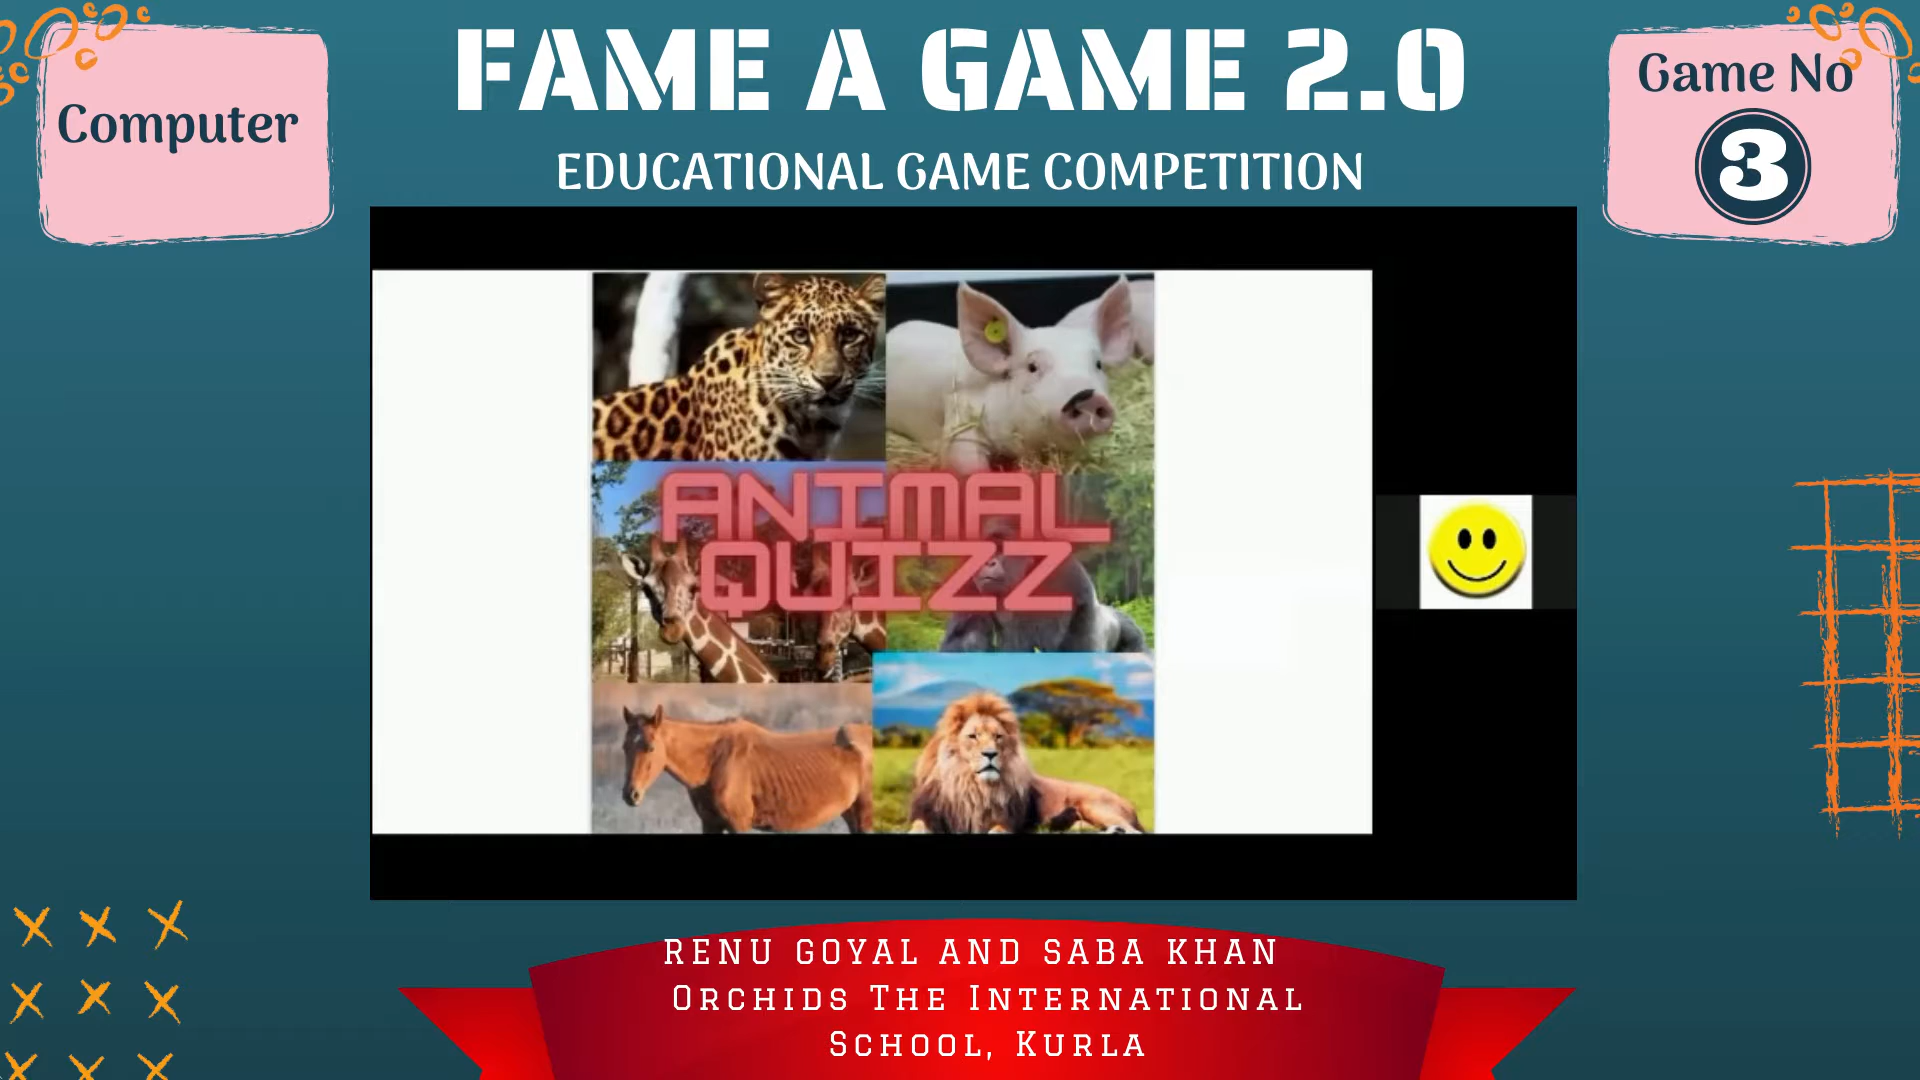 Computer
FAME A GAME 2.0
EDUCATIONAL GAME COMPETITION
Game No
3
ANIMAL
QUIZZ
RENU GOYAL AND SABA KHAN
ORCHIDS THE INTERNATIONAL
SCHOOL, KURLA